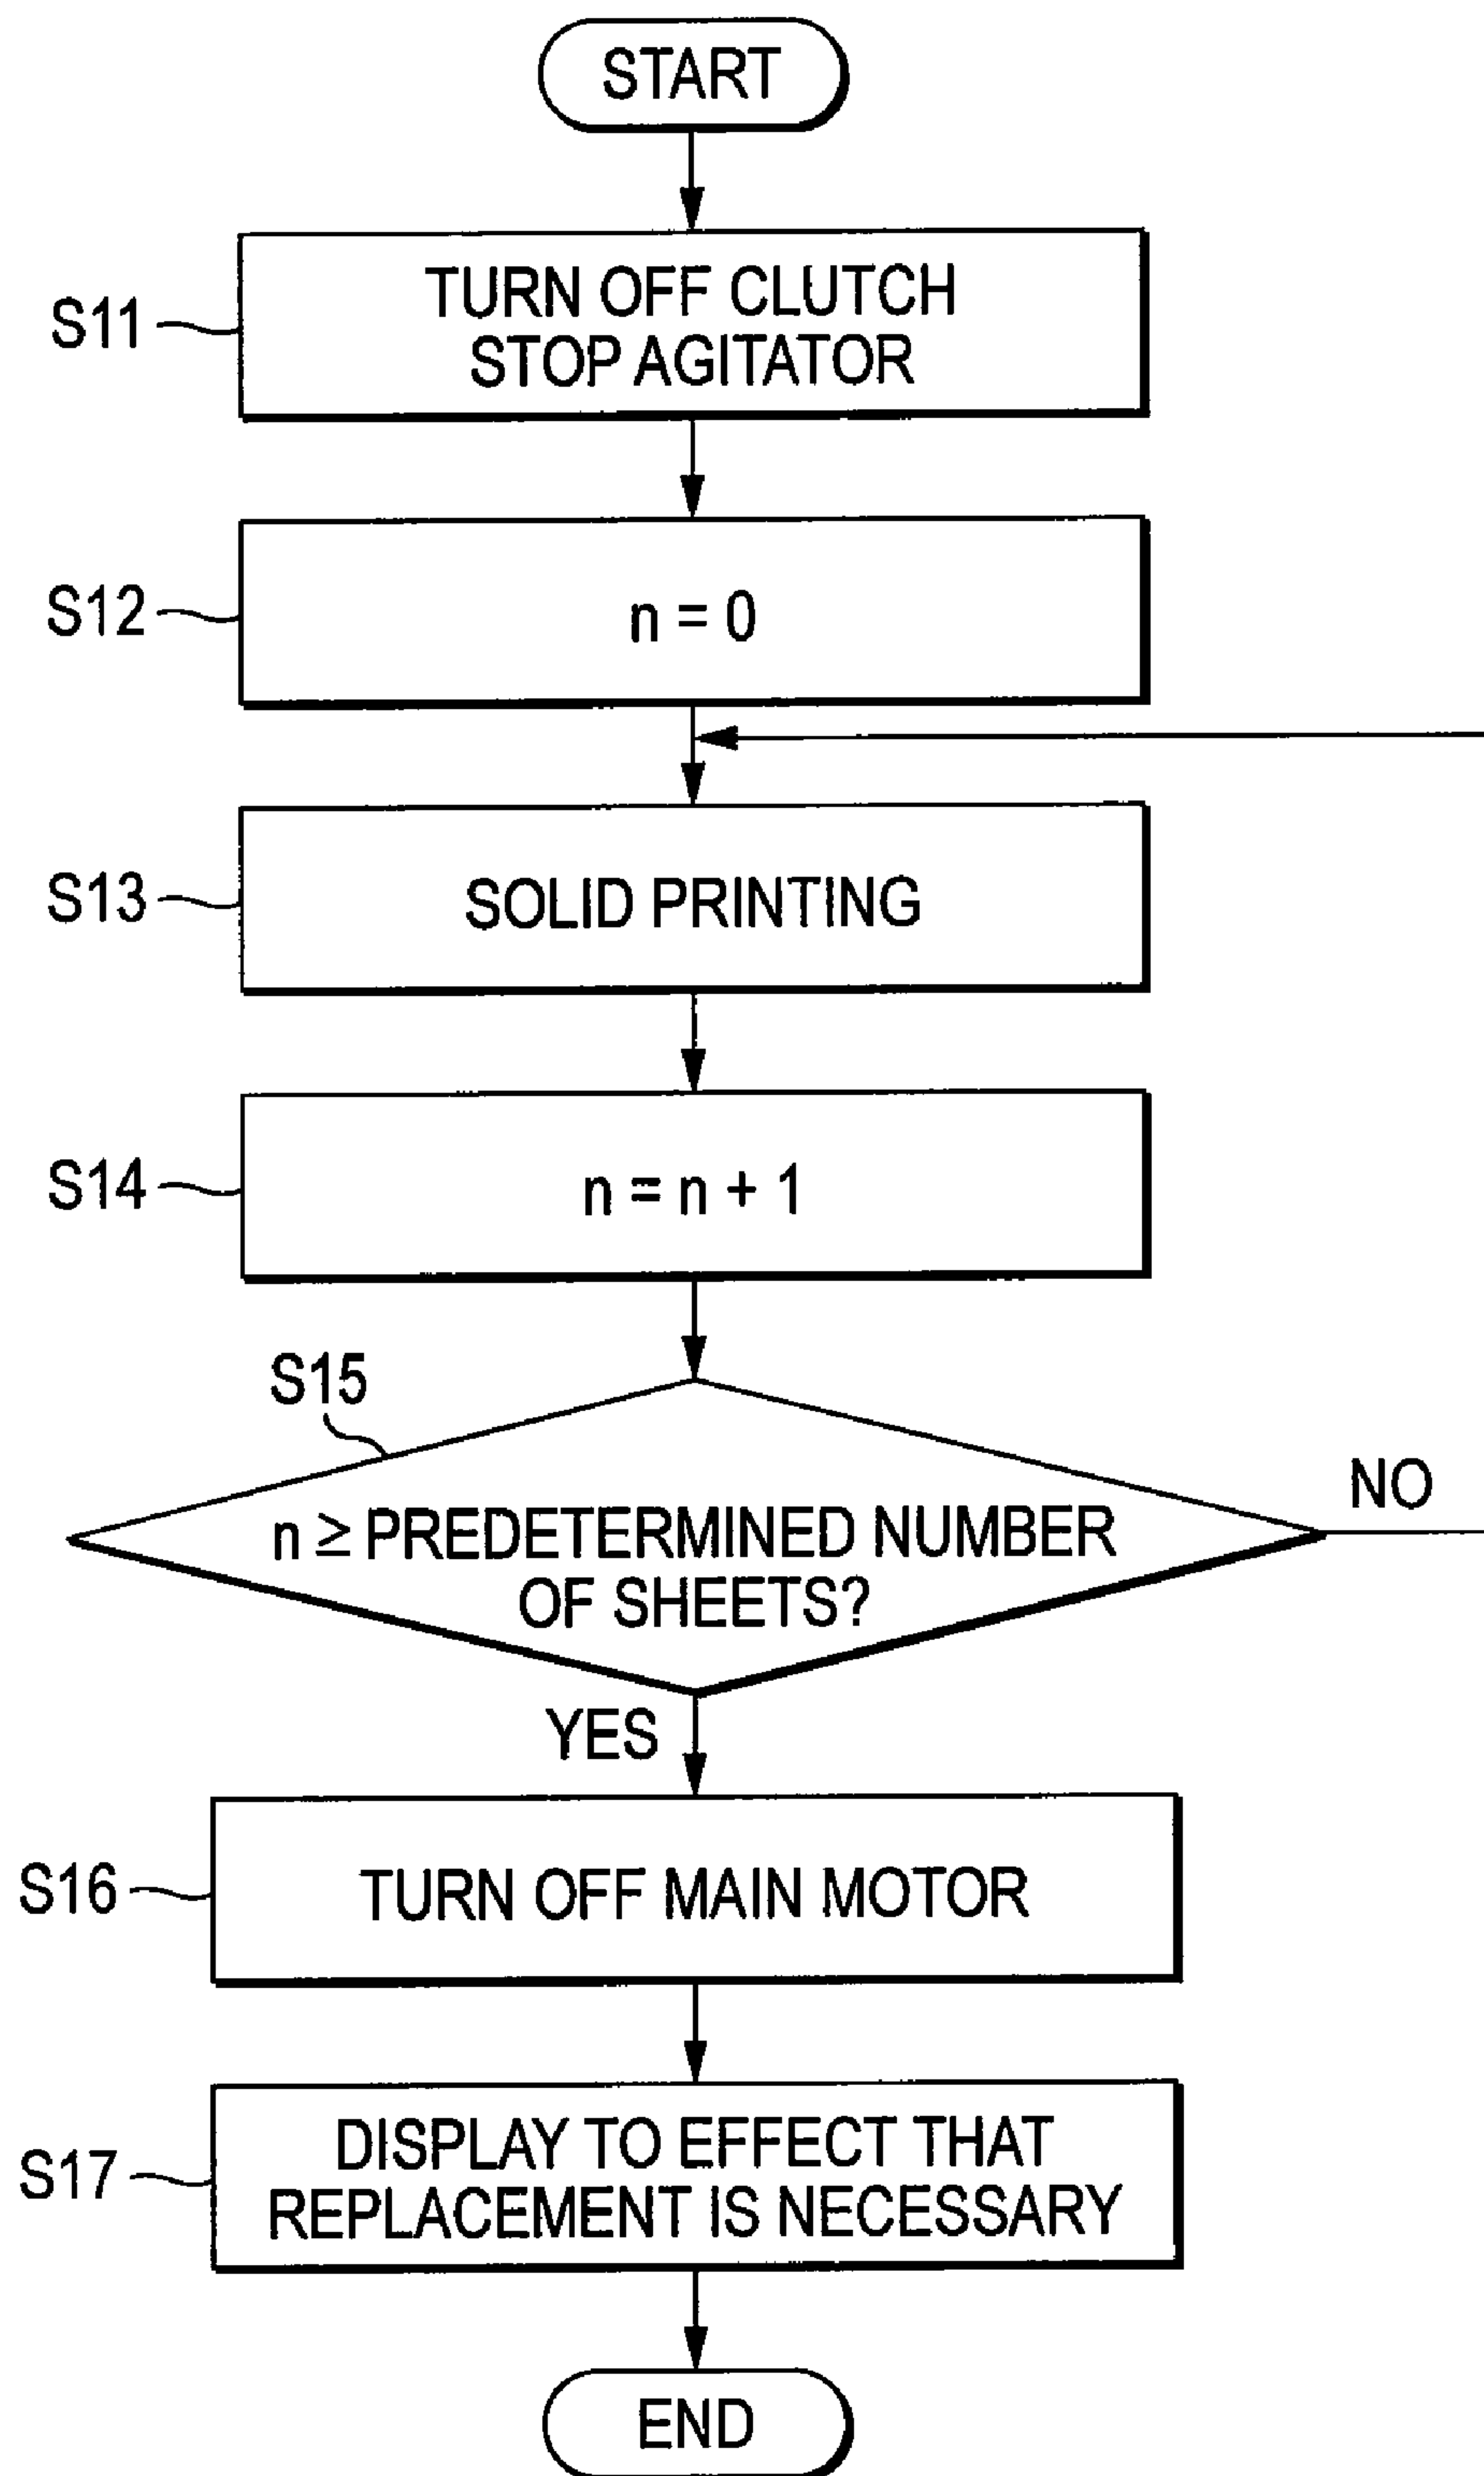 START
S11
TURN OFF CLUTCH
STOP AGITATOR
S12
n = 0
S13
SOLID PRINTING
S14
n = n + 1
S15
n ≥ PREDETERMINED NUMBER
OF SHEETS?
NO
YES
S16
TURN OFF MAIN MOTOR
S17
DISPLAY TO EFFECT THAT
REPLACEMENT IS NECESSARY
END